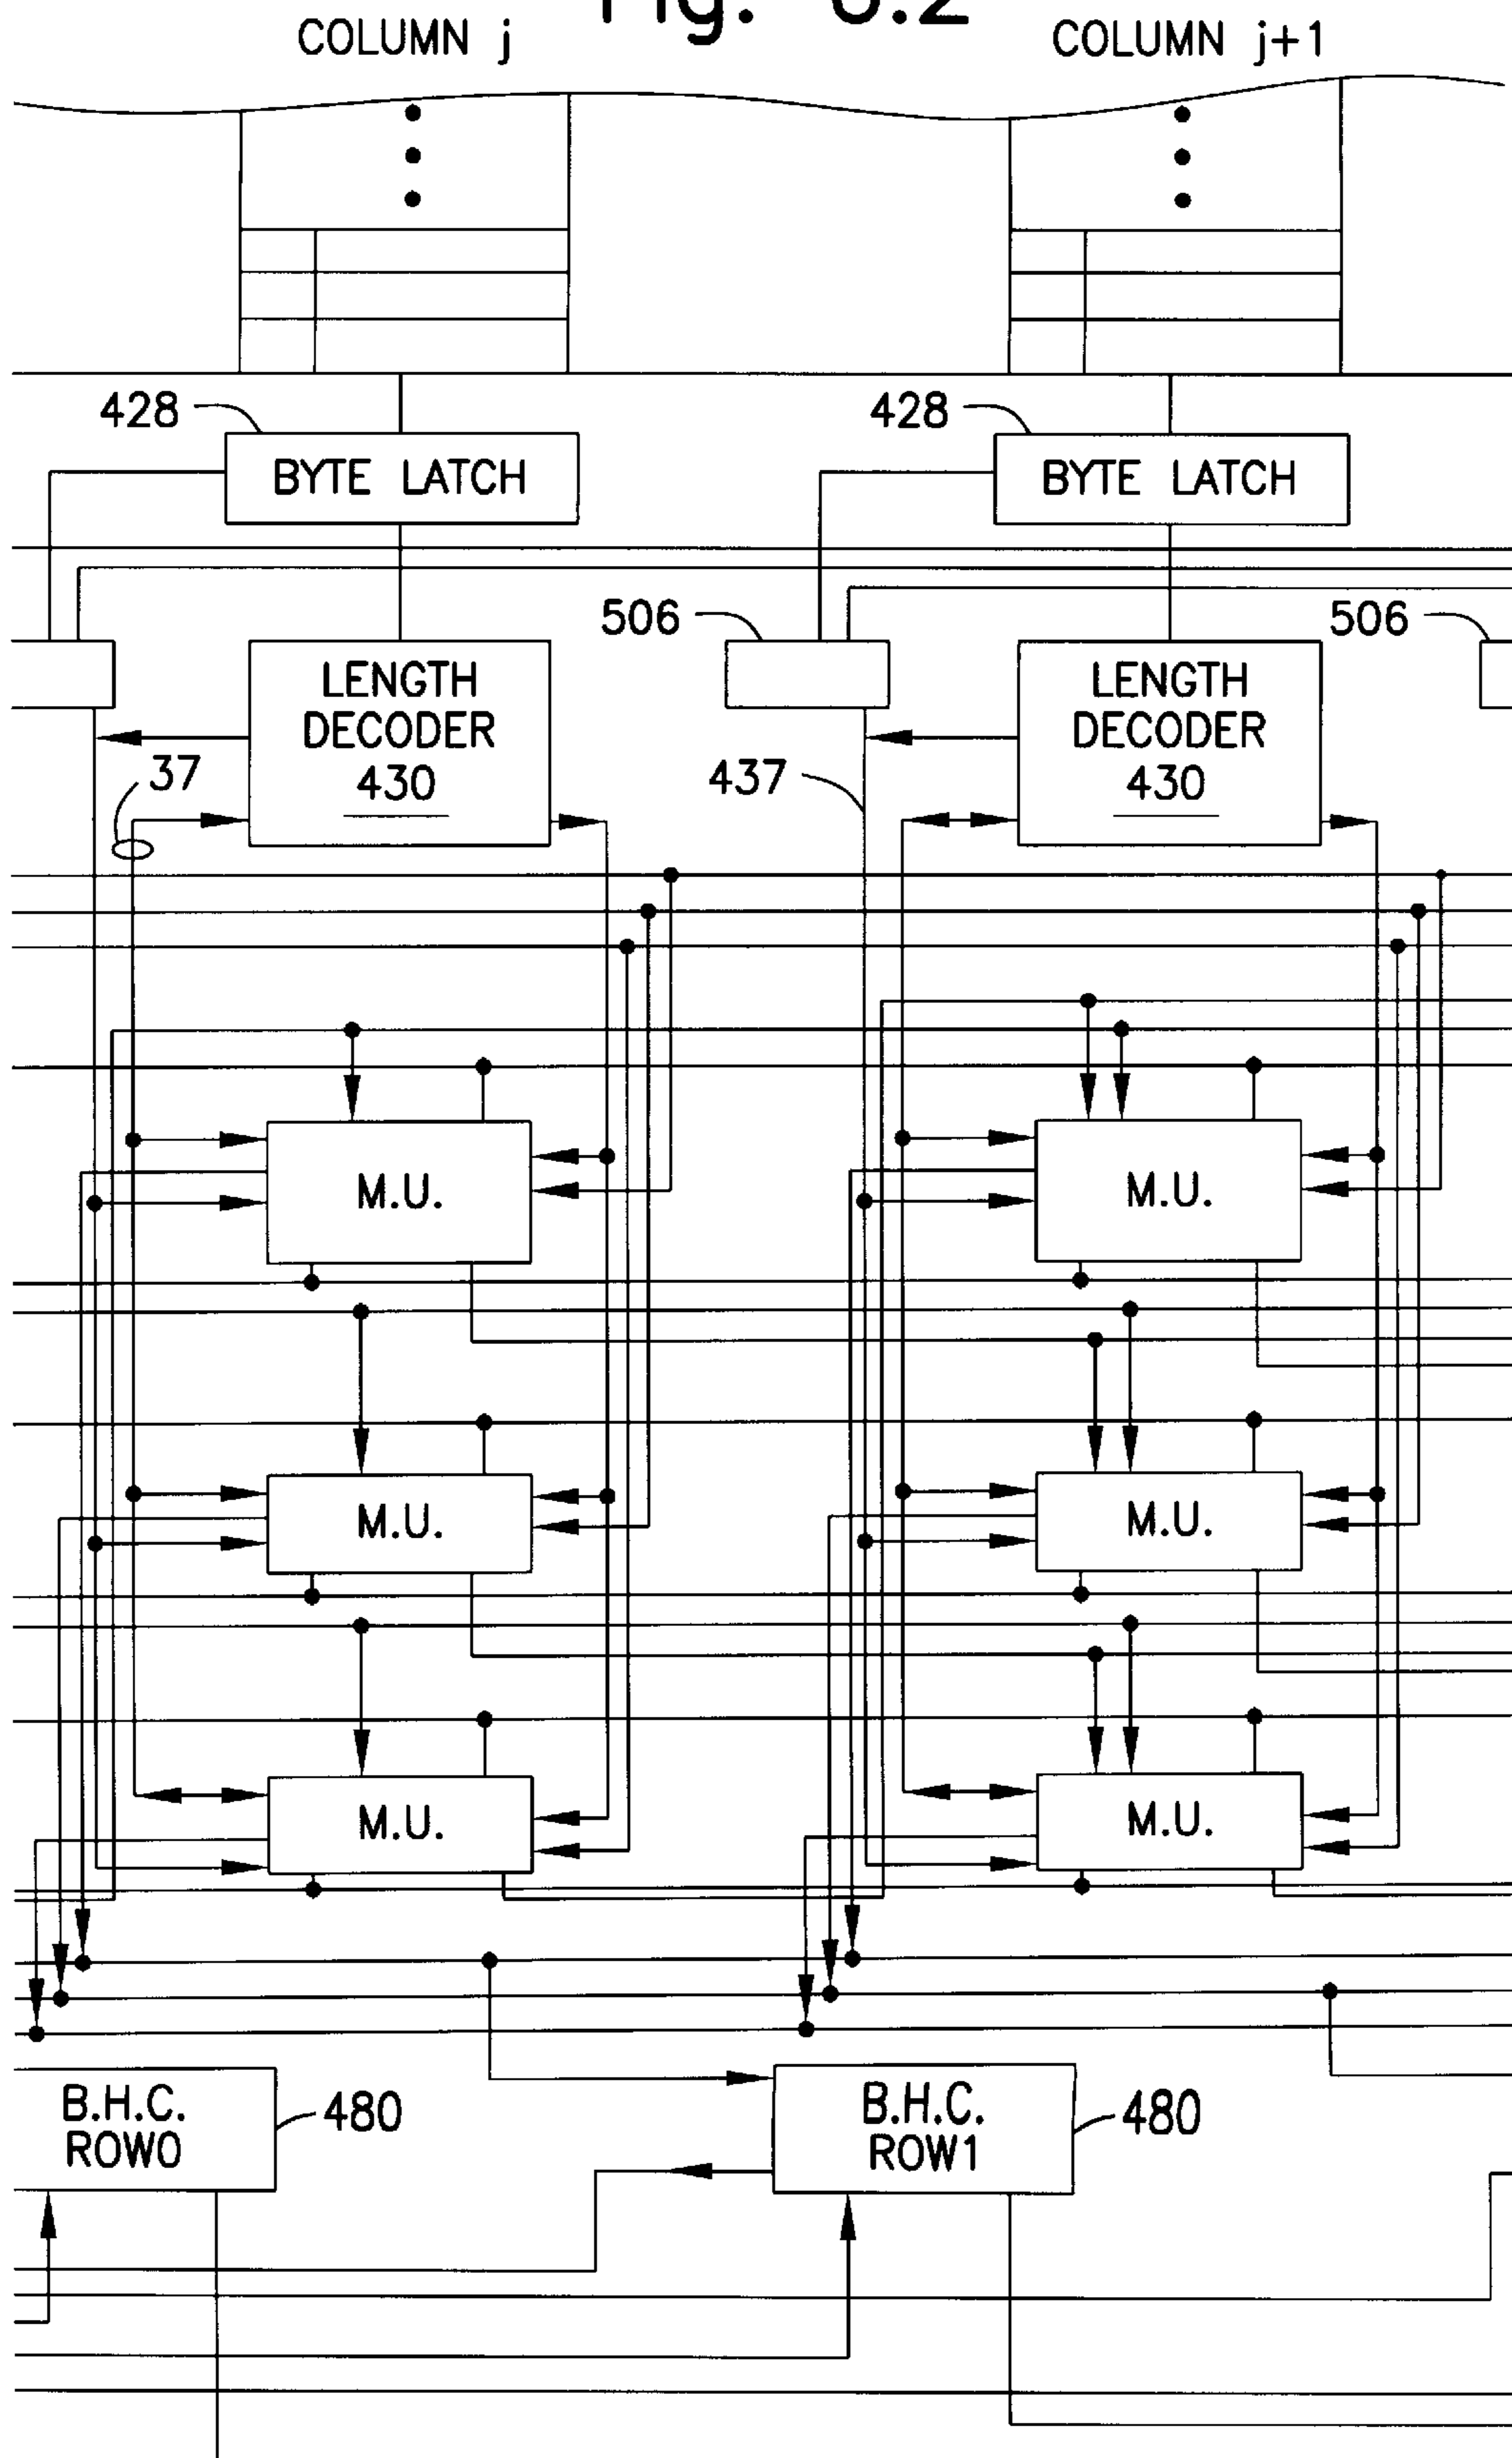 COLUMN j
COLUMN j+1
428
BYTE LATCH
428
BYTE LATCH
506
506
LENGTH
DECODER
430
LENGTH
DECODER
430
37
437
M.U.
M.U.
M.U.
M.U.
M.U.
M.U.
B.H.C.
ROW0
480
B.H.C.
ROW1
480